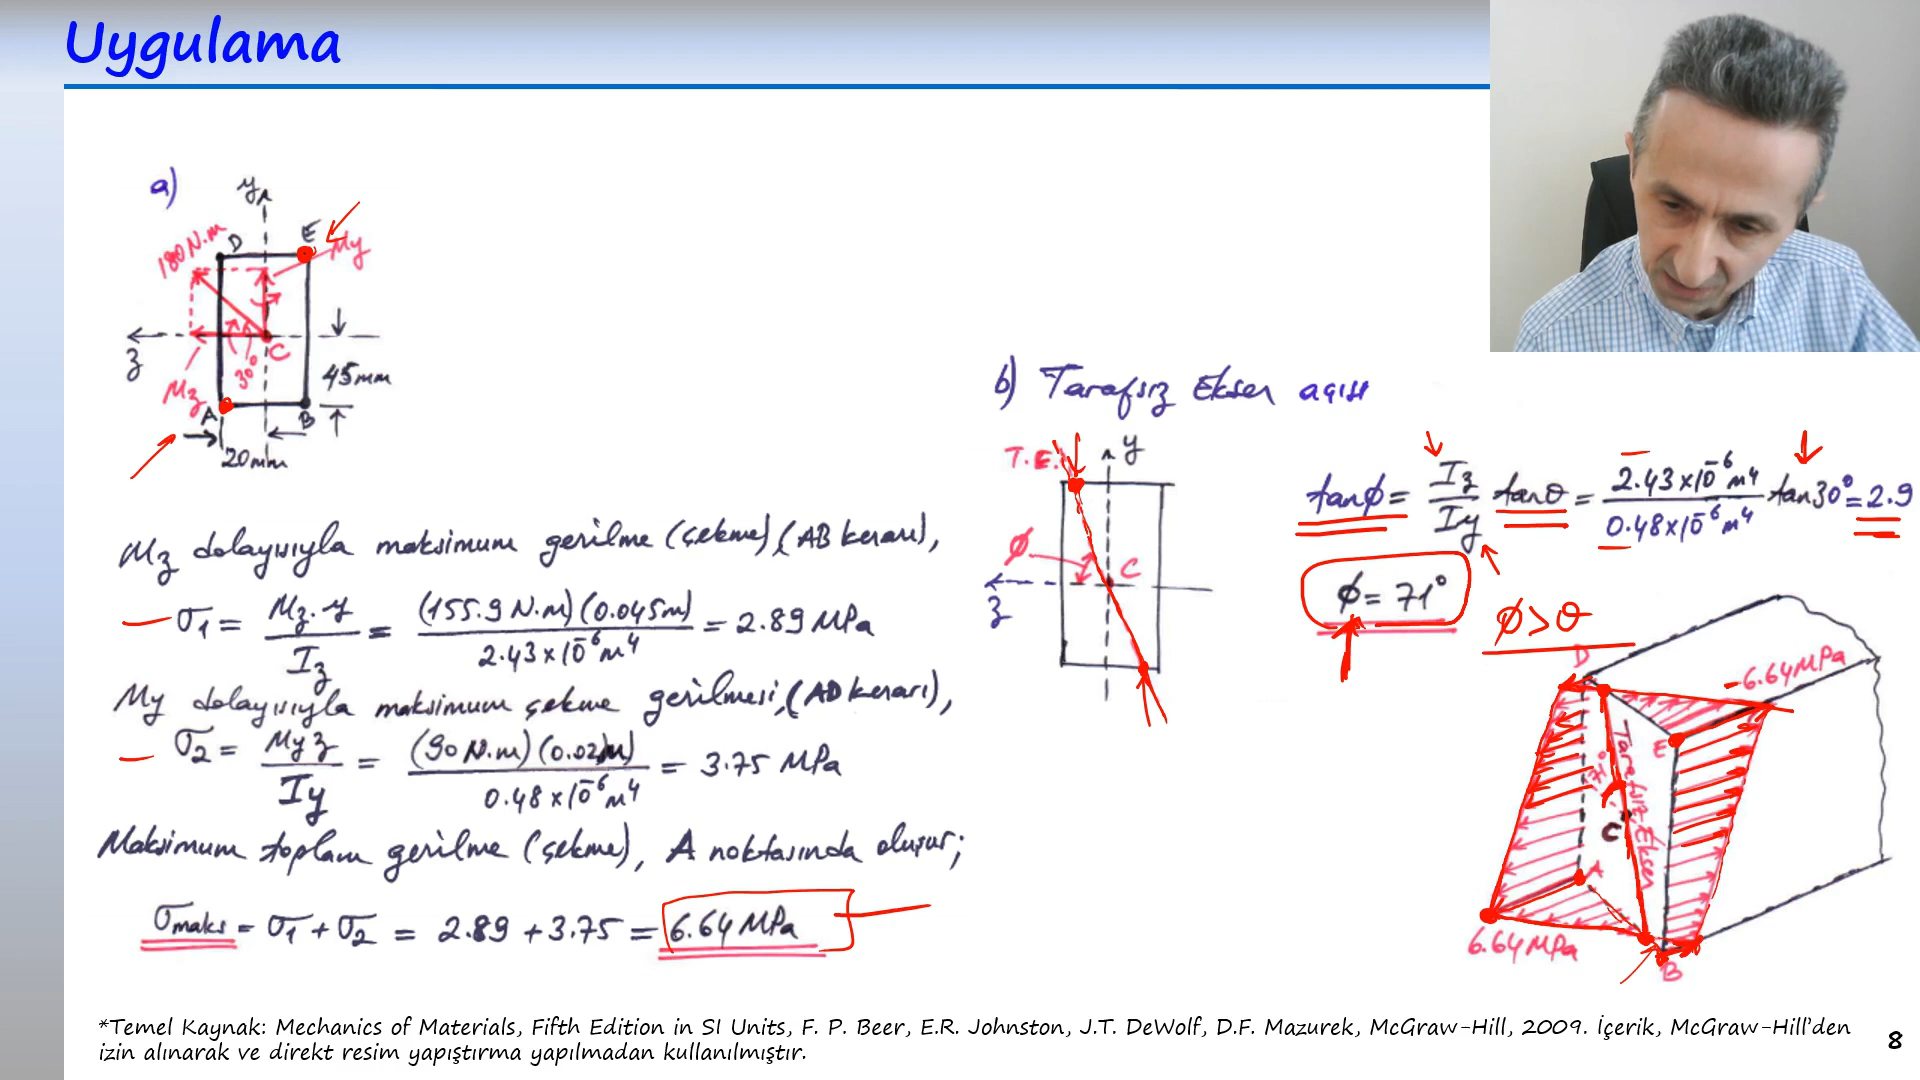 Uygulama
a)
y
D
E
180 N.m
My
z
C
30°
Mz
45mm
A
B
20mm
Mz dolayısıyla maksimum gerilme (çekme), (AB kenarı),
σ1 = Mz.y / Iz = (155.9 N.m)(0.045m) / 2.43x10⁻⁶m⁴ = 2.89 MPa
My dolayısıyla maksimum çekme gerilmesi, (AD kenarı),
σ2 = My z / Iy = (90 N.m)(0.02m) / 0.48x10⁻⁶m⁴ = 3.75 MPa
Maksimum toplam gerilme (çekme), A noktasında oluşur;
σmaks = σ1 + σ2 = 2.89 + 3.75 = 6.64 MPa
b) Tarafsız Eksen açısı
T.E.
y
Ø
C
z
tanø = Iz / Iy tanθ = 2.43x10⁻⁶m⁴ / 0.48x10⁻⁶m⁴ tan30° = 2.9
ø = 71°
ø > θ
D
-6.64MPa
E
71°
Tarafsız Eksen
C
A
6.64 MPa
B
*Temel Kaynak: Mechanics of Materials, Fifth Edition in SI Units, F. P. Beer, E.R. Johnston, J.T. DeWolf, D.F. Mazurek, McGraw-Hill, 2009. İçerik, McGraw-Hill'den
izin alınarak ve direkt resim yapıştırma yapılmadan kullanılmıştır.
8